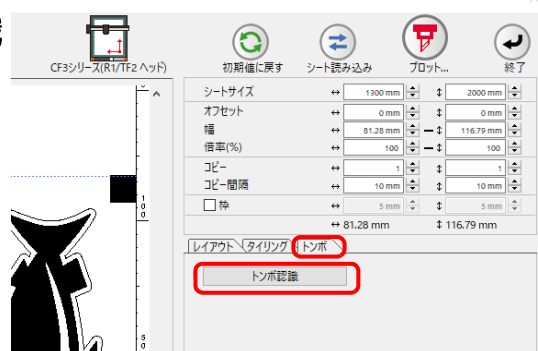 CF3シリーズ(R1/TF2 ヘッド)
初期値に戻す シート読み込み プロット... 終了
シートサイズ ↔ 1300 mm ↕ 2000 mm
オフセット ↔ 0 mm ↕ 0 mm
幅 ↔ 81.28 mm ↕ 116.79 mm
倍率(%) ↔ 100 ↕ 100
コピー ↔ 1 ↕ 1
コピー間隔 ↔ 10 mm ↕ 10 mm
枠 ↔ 5 mm ↕ 5 mm
↔ 81.28 mm ↕ 116.79 mm
レイアウト タイリング トンボ
トンボ認識
100